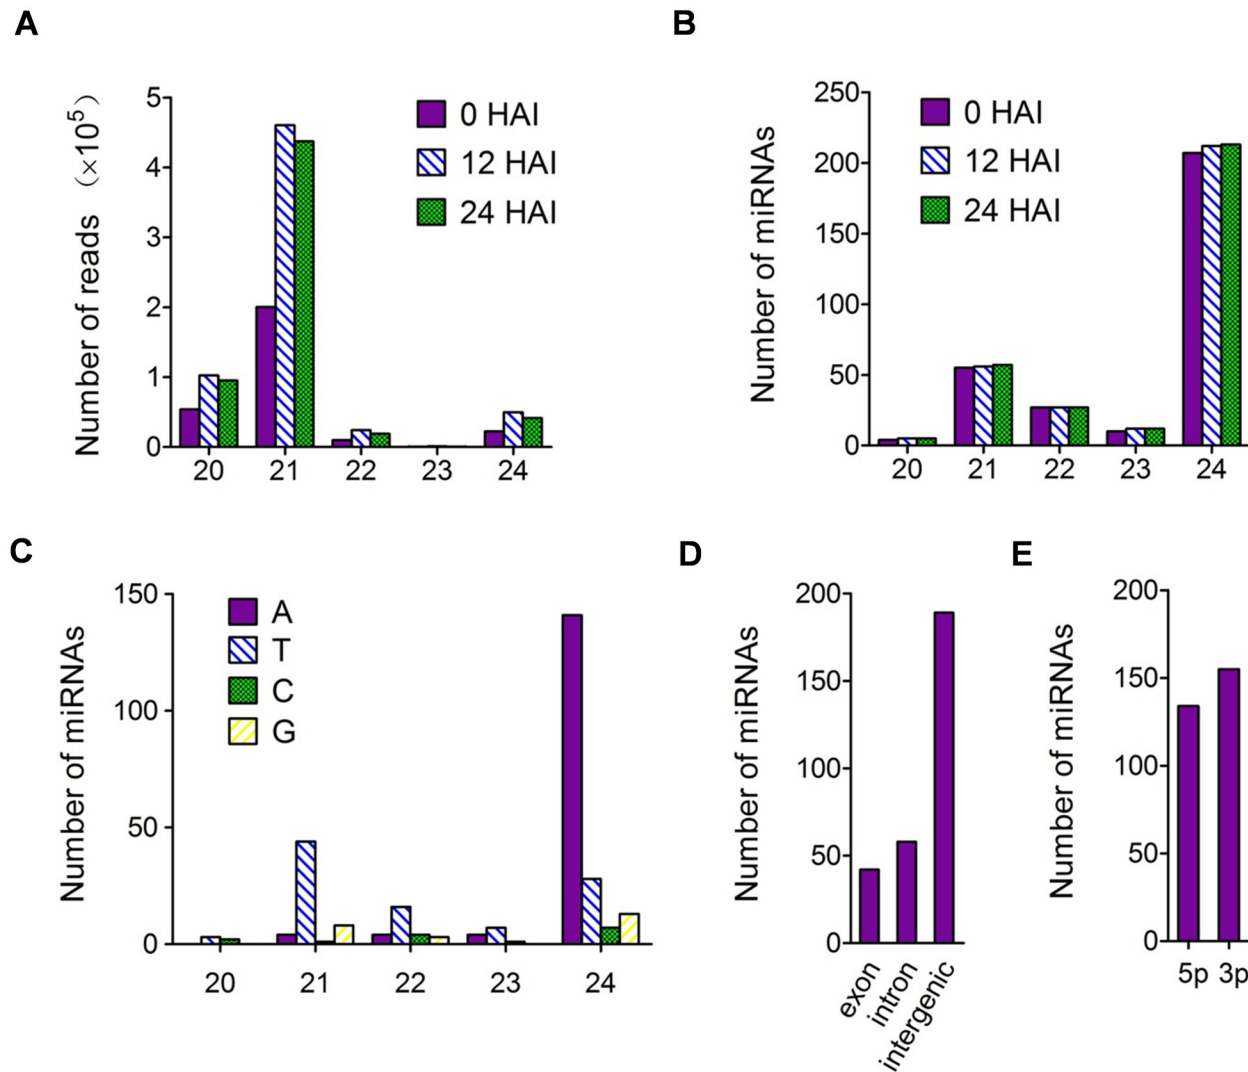 A
Number of reads (×10⁵)
5
4
3
2
1
0
20 21 22 23 24
0 HAI
12 HAI
24 HAI
B
Number of miRNAs
250
200
150
100
50
0
20 21 22 23 24
0 HAI
12 HAI
24 HAI
C
Number of miRNAs
150
100
50
0
20 21 22 23 24
A
T
C
G
D
Number of miRNAs
200
150
100
50
0
exon
intron
intergenic
E
Number of miRNAs
200
150
100
50
0
5p 3p